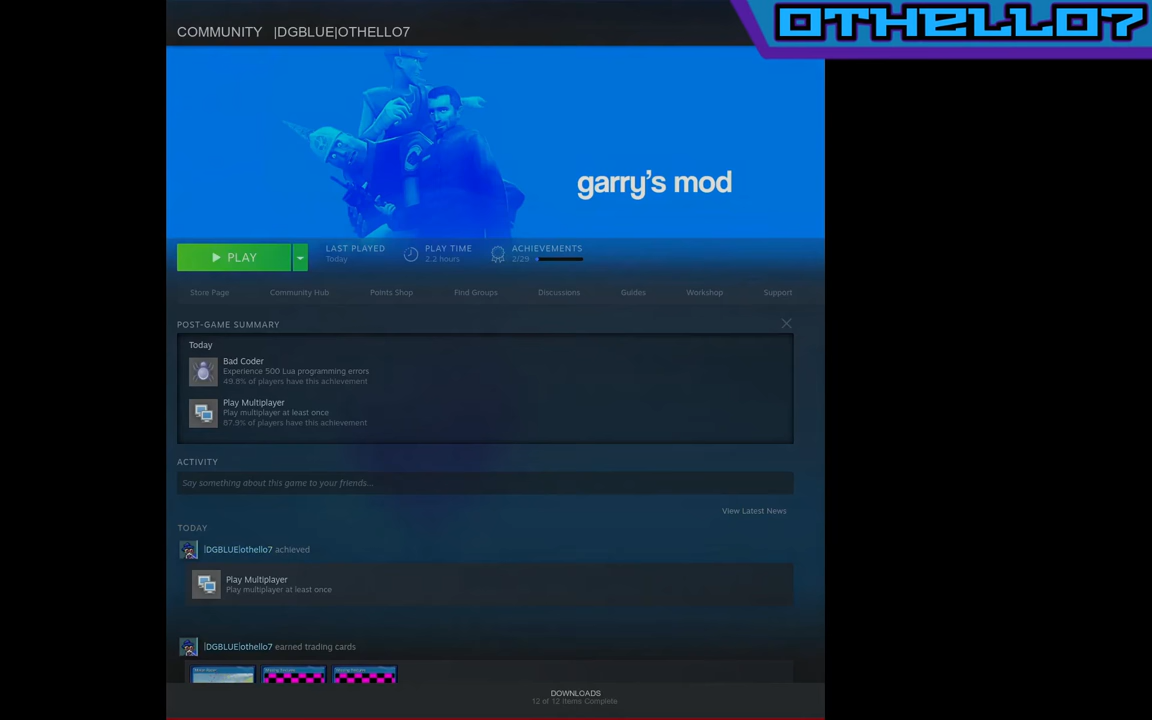 OTHELLO7
COMMUNITY |DGBLUE|OTHELLO7
garry's mod
PLAY
LAST PLAYED
Today
PLAY TIME
2.2 hours
ACHIEVEMENTS
2/29
Store Page Community Hub Points Shop Find Groups Discussions Guides Workshop Support
POST-GAME SUMMARY
Today
Bad Coder
Experience 500 Lua programming errors
49.8% of players have this achievement
Play Multiplayer
Play multiplayer at least once
87.9% of players have this achievement
ACTIVITY
Say something about this game to your friends...
View Latest News
TODAY
|DGBLUE|othello7 achieved
Play Multiplayer
Play multiplayer at least once
|DGBLUE|othello7 earned trading cards
DOWNLOADS
12 of 12 Items Complete